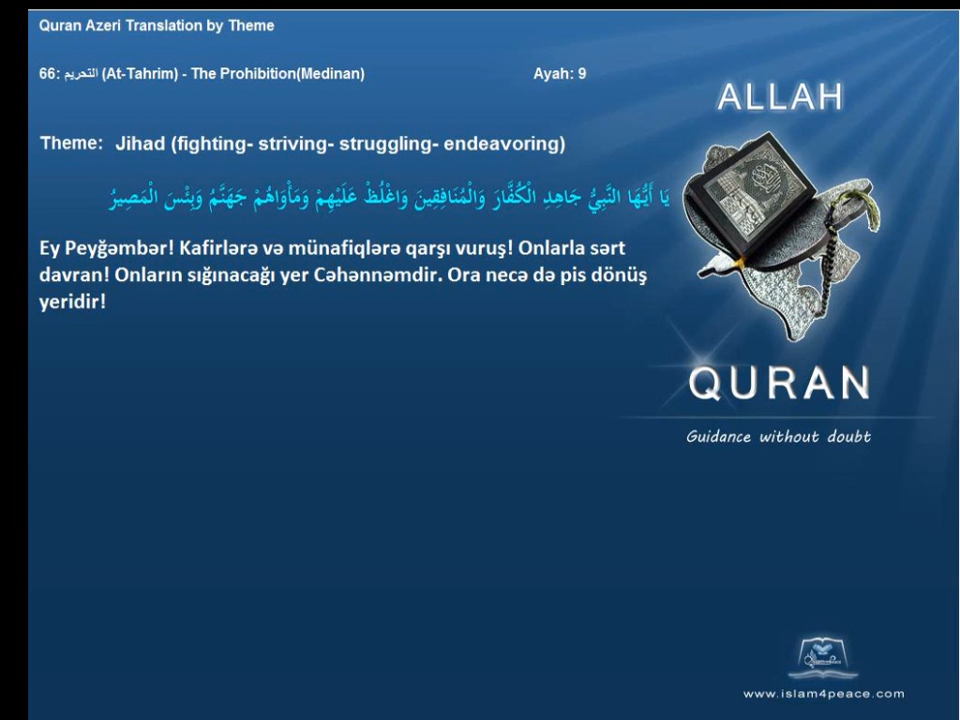 Quran Azeri Translation by Theme
66: التحريم (At-Tahrim) - The Prohibition(Medinan) Ayah: 9
Theme: Jihad (fighting- striving- struggling- endeavoring)
يَا أَيُّهَا النَّبِيُّ جَاهِدِ الْكُفَّارَ وَالْمُنَافِقِينَ وَاغْلُظْ عَلَيْهِمْ وَمَأْوَاهُمْ جَهَنَّمُ وَبِئْسَ الْمَصِيرُ
Ey Peyğəmbər! Kafirlərə və münafiqlərə qarşı vuruş! Onlarla sərt
davran! Onların sığınacağı yer Cəhənnəmdir. Ora necə də pis dönüş
yeridir!
ALLAH
QURAN
Guidance without doubt
www.islam4peace.com